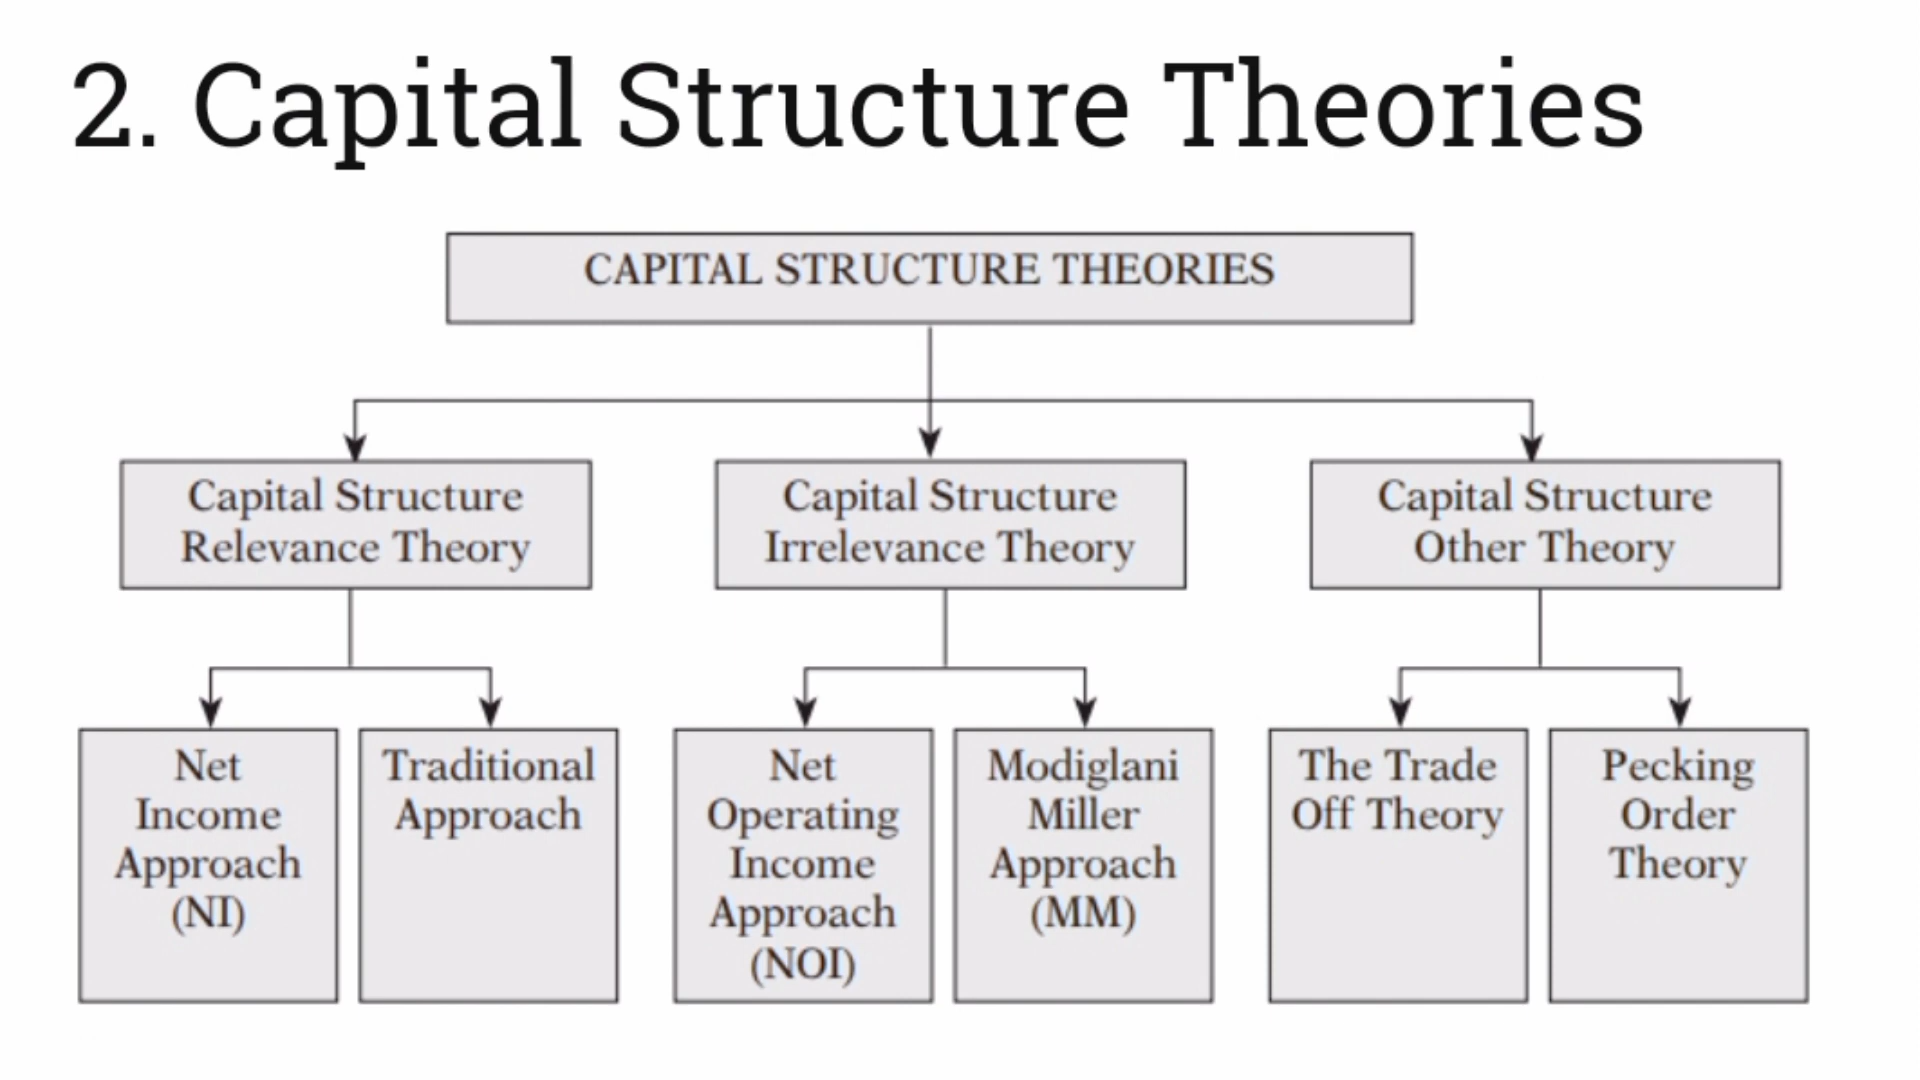 2. Capital Structure Theories
CAPITAL STRUCTURE THEORIES
Capital Structure
Relevance Theory
Capital Structure
Irrelevance Theory
Capital Structure
Other Theory
Net
Income
Approach
(NI)
Traditional
Approach
Net
Operating
Income
Approach
(NOI)
Modiglani
Miller
Approach
(MM)
The Trade
Off Theory
Pecking
Order
Theory